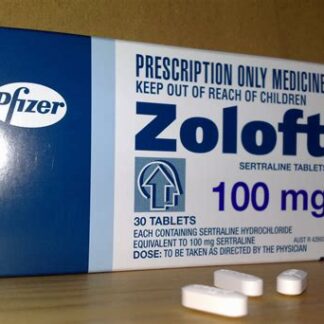 Pfizer
PRESCRIPTION ONLY MEDICINE
KEEP OUT OF REACH OF CHILDREN
Zoloft
SERTRALINE TABLETS
100 mg
30 TABLETS
EACH CONTAINING SERTRALINE HYDROCHLORIDE
EQUIVALENT TO 100 mg SERTRALINE
AUST R
DOSE: TO BE TAKEN AS DIRECTED BY THE PHYSICIAN